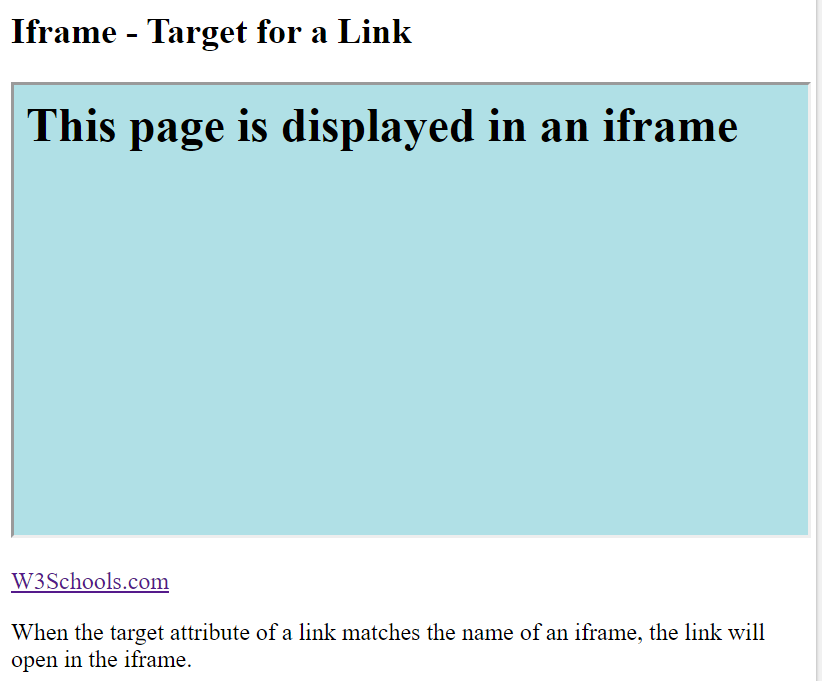 Iframe - Target for a Link
This page is displayed in an iframe
W3Schools.com
When the target attribute of a link matches the name of an iframe, the link will
open in the iframe.